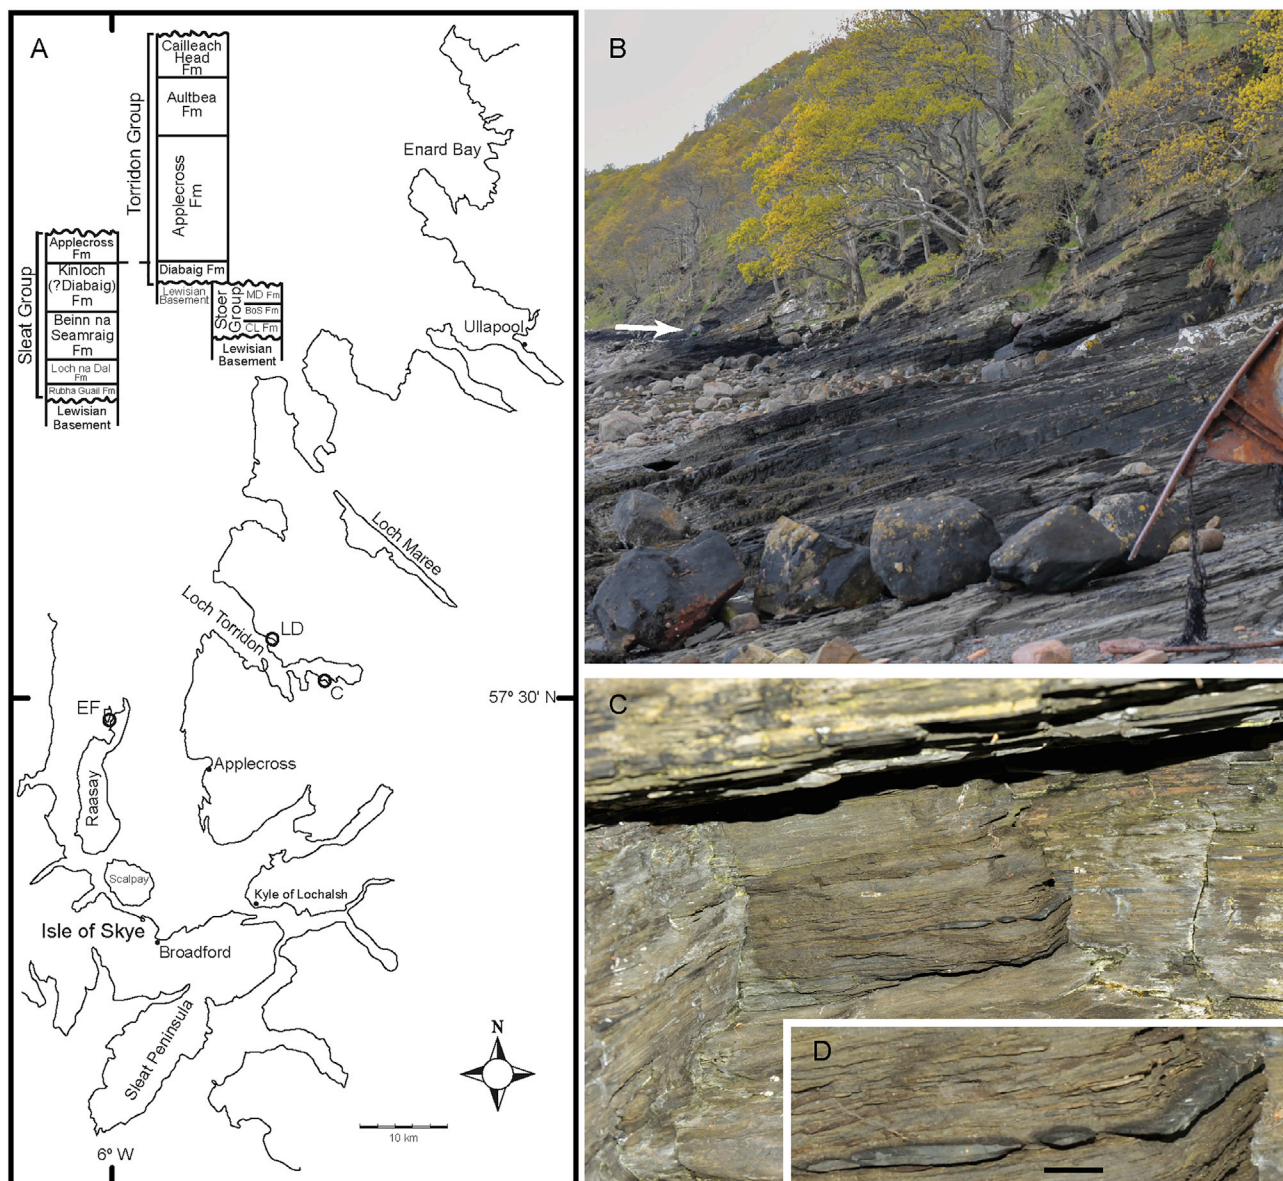 A
Cailleach
Head
Fm
Aultbea
Fm
Applecross
Fm
Diabaig Fm
Lewisian
Basement
Torridon Group
Stoer
Group
MD Fm
BoS Fm
CL Fm
Lewisian
Basement
Sleat Group
Applecross
Fm
Kinloch
(?Diabaig)
Fm
Beinn na
Seamraig
Fm
Loch na Dal
Fm
Rubha Guail Fm
Lewisian
Basement
Enard Bay
Ullapool
Loch Maree
Loch Torridon
LD
C
57º 30' N
EF
Raasay
Applecross
Scalpay
Kyle of Lochalsh
Isle of Skye
Broadford
Sleat Peninsula
N
10 km
6º W
B
C
D